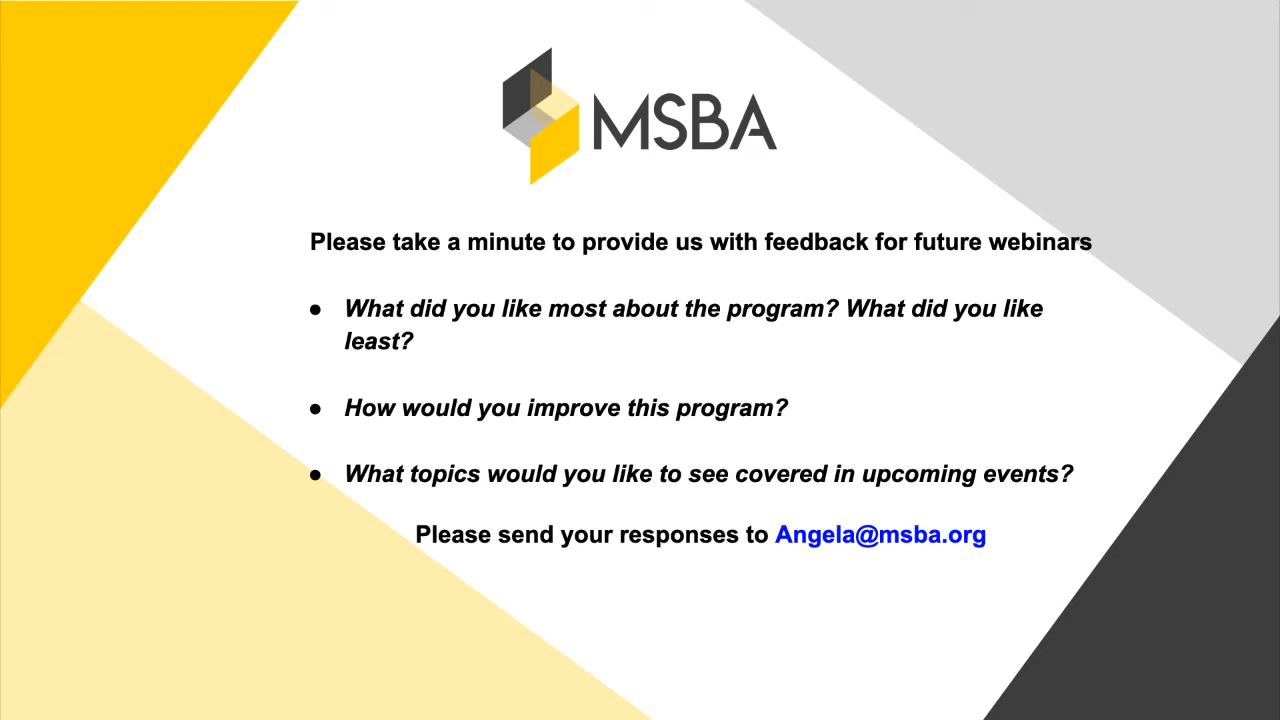 MSBA
Please take a minute to provide us with feedback for future webinars
● What did you like most about the program? What did you like
least?
● How would you improve this program?
● What topics would you like to see covered in upcoming events?
Please send your responses to Angela@msba.org